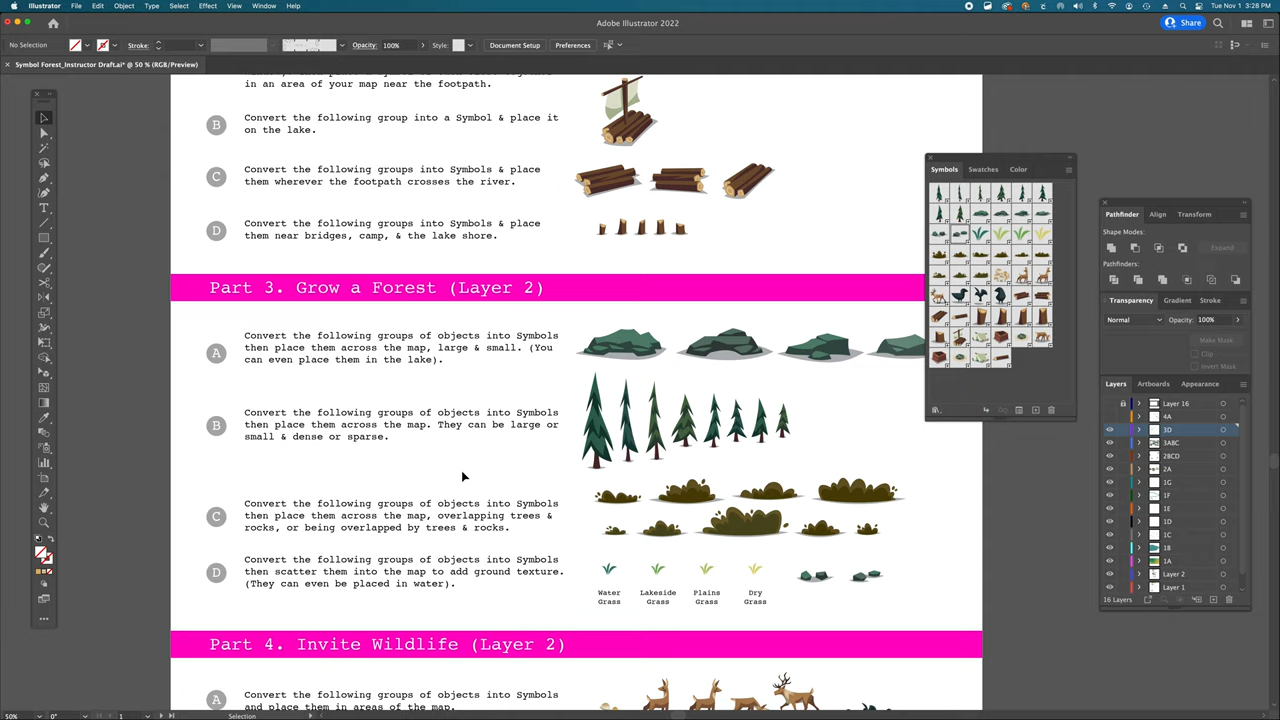 Illustrator File Edit Object Type Select Effect View Window Help
Tue Nov 1 3:28 PM
Adobe Illustrator 2022
Share
No Selection Stroke: Opacity: 100% Style: Document Setup Preferences
× Symbol Forest_Instructor Draft.ai* @ 50 % (RGB/Preview)
in an area of your map near the footpath.
B
Convert the following group into a Symbol & place it
on the lake.
C
Convert the following groups into Symbols & place
them wherever the footpath crosses the river.
D
Convert the following groups into Symbols & place
them near bridges, camp, & the lake shore.
Part 3. Grow a Forest (Layer 2)
A
Convert the following groups of objects into Symbols
then place them across the map, large & small. (You
can even place them in the lake).
B
Convert the following groups of objects into Symbols
then place them across the map. They can be large or
small & dense or sparse.
C
Convert the following groups of objects into Symbols
then place them across the map, overlapping trees &
rocks, or being overlapped by trees & rocks.
D
Convert the following groups of objects into Symbols
then scatter them into the map to add ground texture.
(They can even be placed in water).
Water Grass
Lakeside Grass
Plains Grass
Dry Grass
Part 4. Invite Wildlife (Layer 2)
A
Convert the following groups of objects into Symbols
and place them in areas of the map.
Symbols Swatches Color
Pathfinder Align Transform
Shape Modes:
Expand
Pathfinders:
Transparency Gradient Stroke
Normal Opacity: 100%
Make Mask
Clip
Invert Mask
Layers Artboards Appearance
Layer 16
4A
3D
3ABC
2BCD
2A
1G
1F
1E
1D
1C
1B
1A
Layer 2
Layer 1
16 Layers
50% 0° 1 Selection